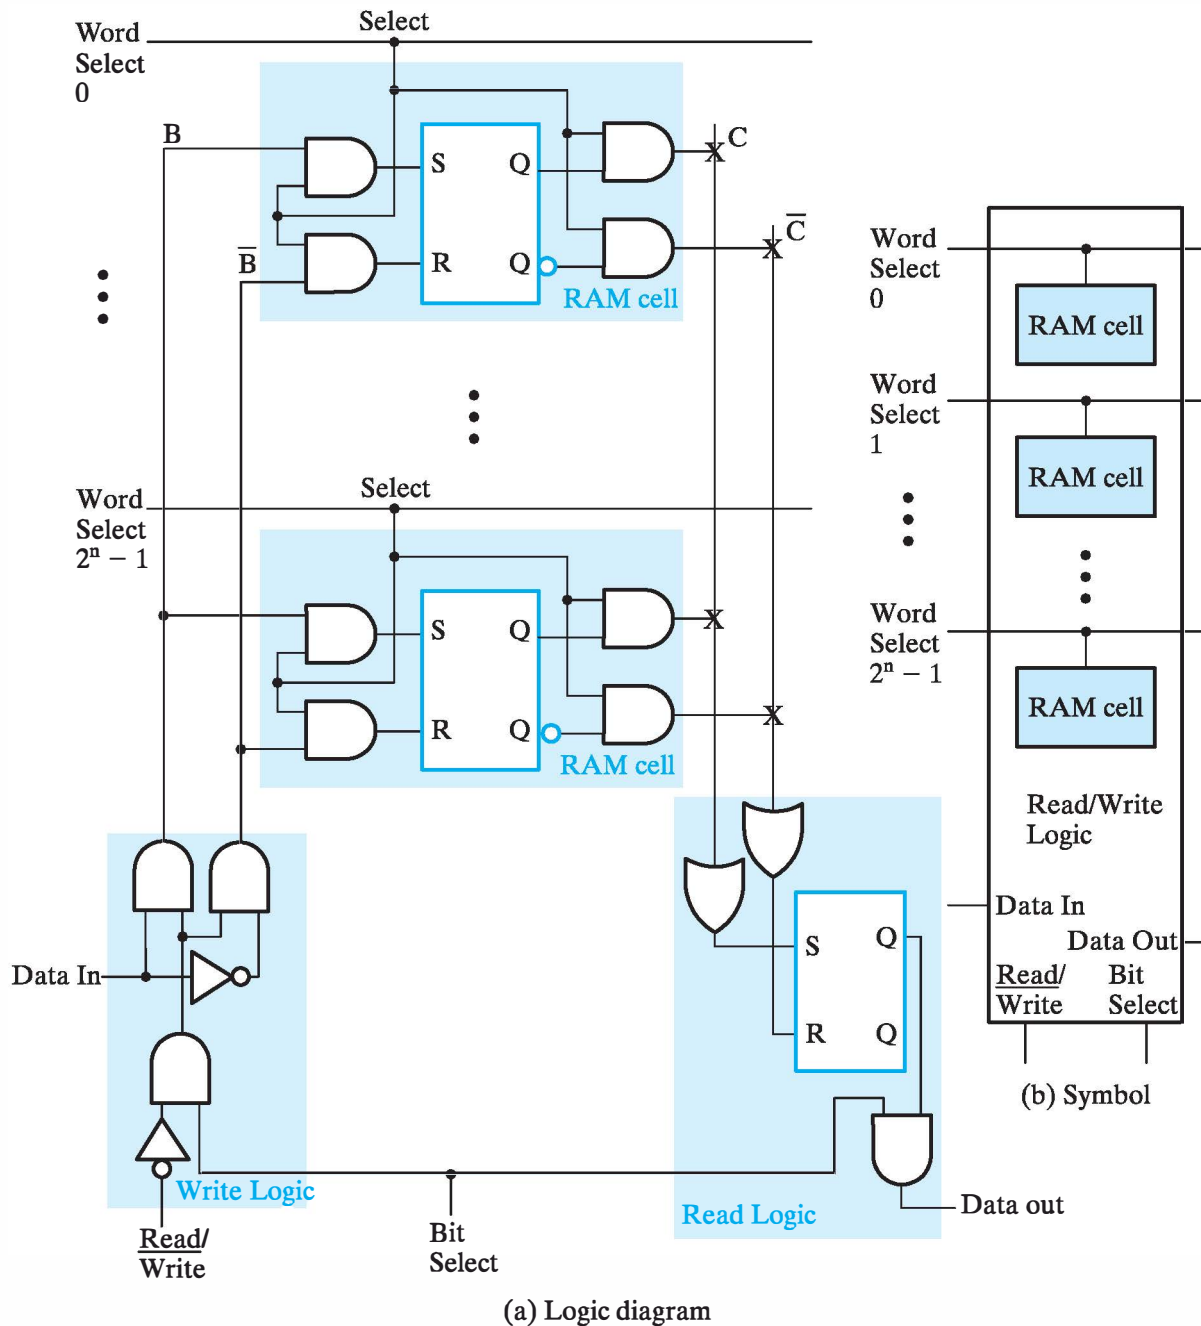 Select
Word
Select
0
B
S
Q
C
B̅
R
Q
C̅
RAM cell
Select
Word
Select
2ⁿ − 1
S
Q
R
Q
RAM cell
Data In
S
Q
R
Q
Write Logic
Read Logic
Data out
Read/
W̅r̅i̅t̅e̅
Bit
Select
(a) Logic diagram
Word
Select
0
RAM cell
Word
Select
1
RAM cell
Word
Select
2ⁿ − 1
RAM cell
Read/Write
Logic
Data In
Data Out
Read/
W̅r̅i̅t̅e̅
Bit
Select
(b) Symbol